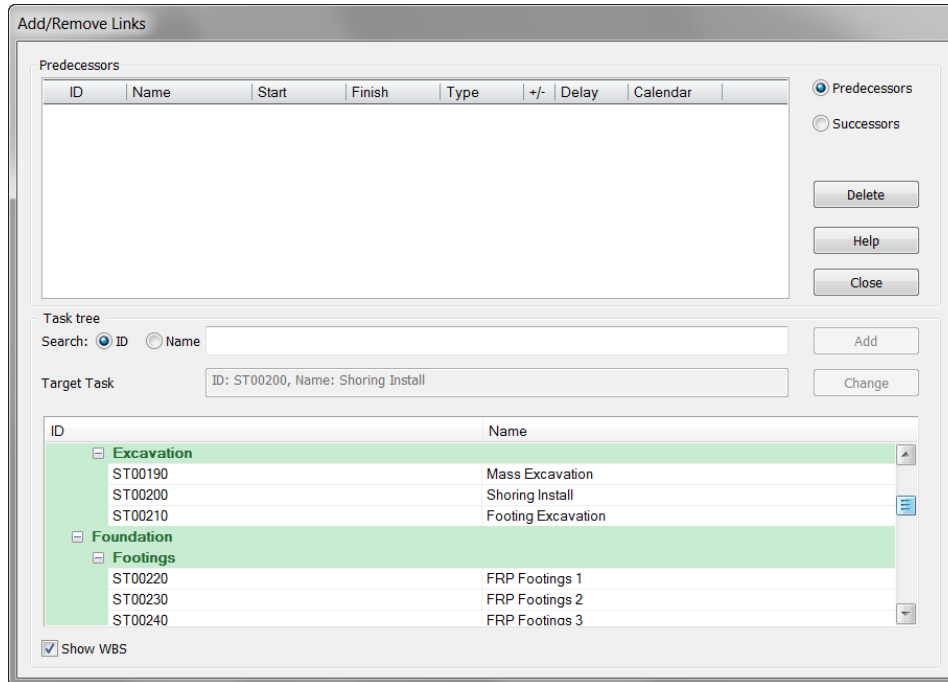 Add/Remove Links
Predecessors
ID Name Start Finish Type +/- Delay Calendar
Predecessors
Successors
Delete
Help
Close
Task tree
Search: ID Name
Add
Target Task ID: ST00200, Name: Shoring Install
Change
ID Name
Excavation
ST00190 Mass Excavation
ST00200 Shoring Install
ST00210 Footing Excavation
Foundation
Footings
ST00220 FRP Footings 1
ST00230 FRP Footings 2
ST00240 FRP Footings 3
Show WBS